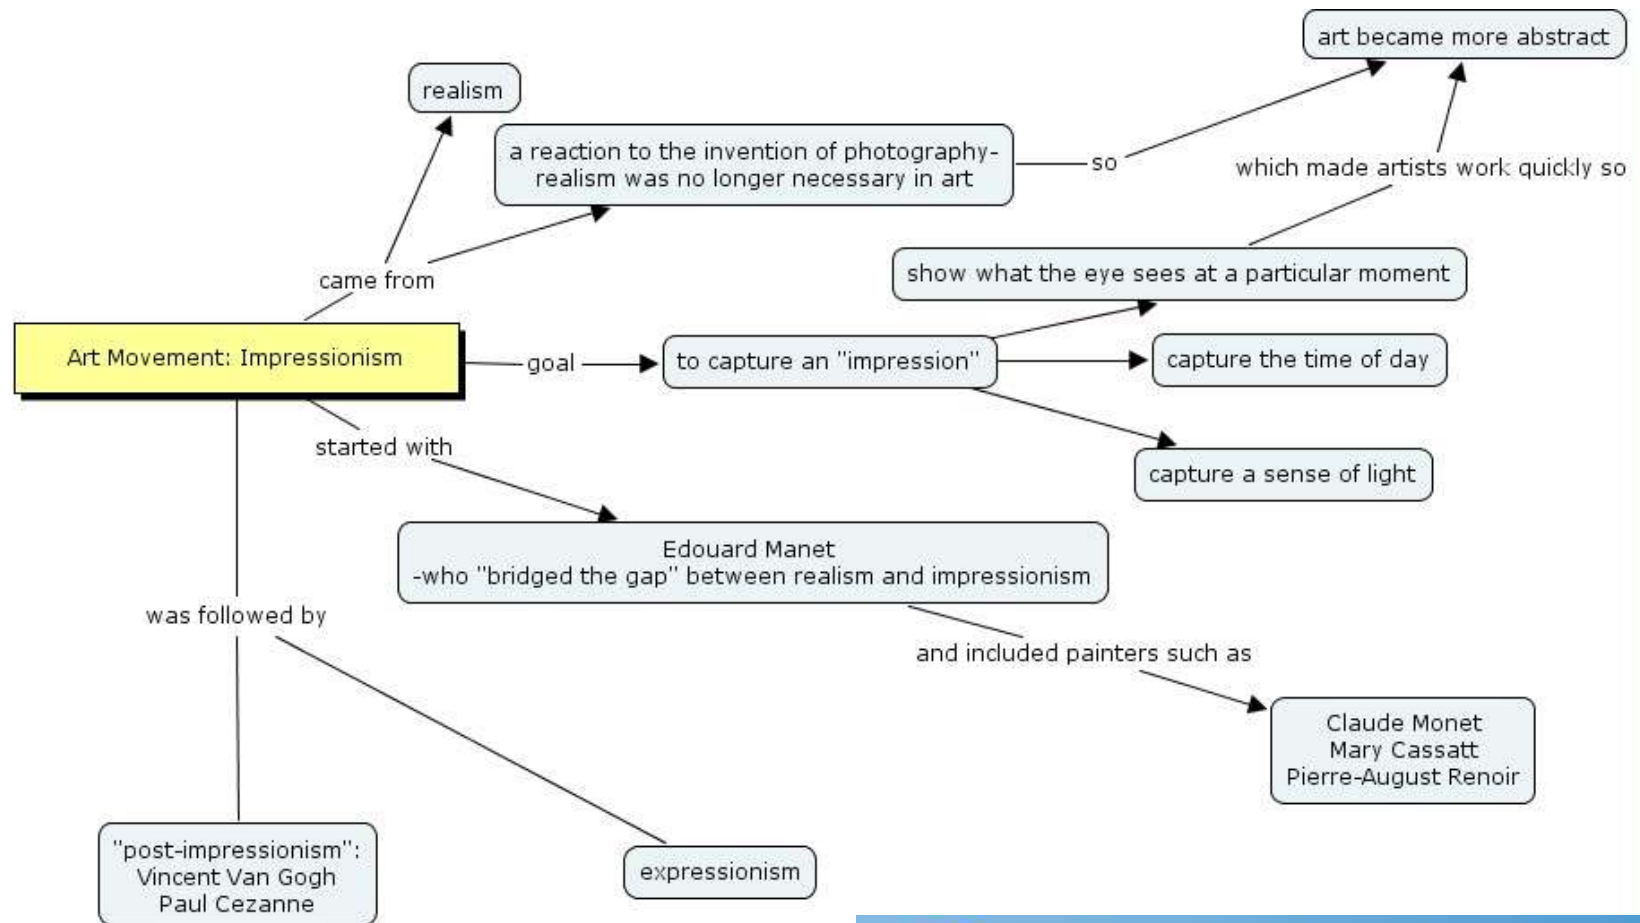 art became more abstract
realism
a reaction to the invention of photography-
realism was no longer necessary in art
so
which made artists work quickly so
show what the eye sees at a particular moment
came from
Art Movement: Impressionism
goal
to capture an "impression"
capture the time of day
started with
capture a sense of light
Edouard Manet
-who "bridged the gap" between realism and impressionism
was followed by
and included painters such as
Claude Monet
Mary Cassatt
Pierre-August Renoir
"post-impressionism":
Vincent Van Gogh
Paul Cezanne
expressionism